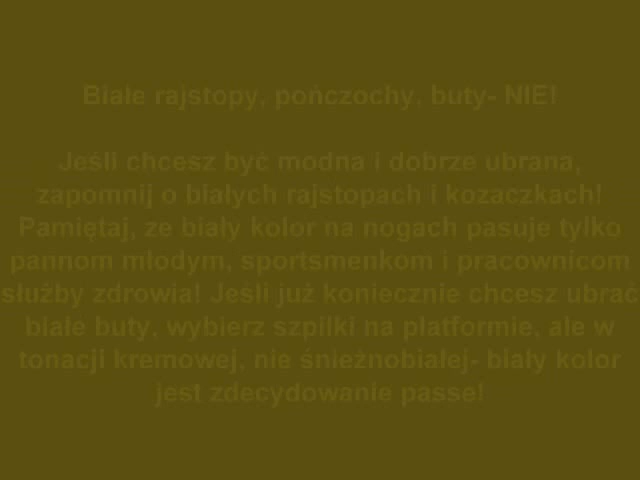 Białe rajstopy, pończochy, buty- NIE!
Jeśli chcesz być modna i dobrze ubrana,
zapomnij o białych rajstopach i kozaczkach!
Pamiętaj, ze biały kolor na nogach pasuje tylko
pannom młodym, sportsmenkom i pracownicom
służby zdrowia! Jeśli już koniecznie chcesz ubrać
białe buty, wybierz szpilki na platformie, ale w
tonacji kremowej, nie śnieżnobiałej- biały kolor
jest zdecydowanie passe!